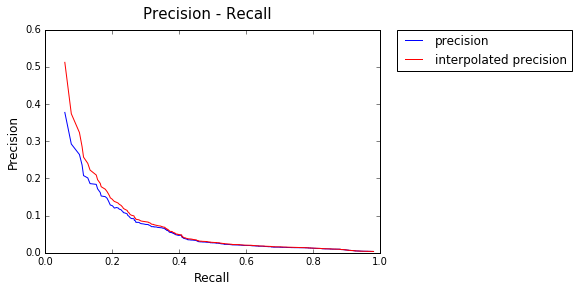 Precision - Recall
0.6
0.5
0.4
0.3
0.2
0.1
0.0
Precision
0.0 0.2 0.4 0.6 0.8 1.0
Recall
precision
interpolated precision